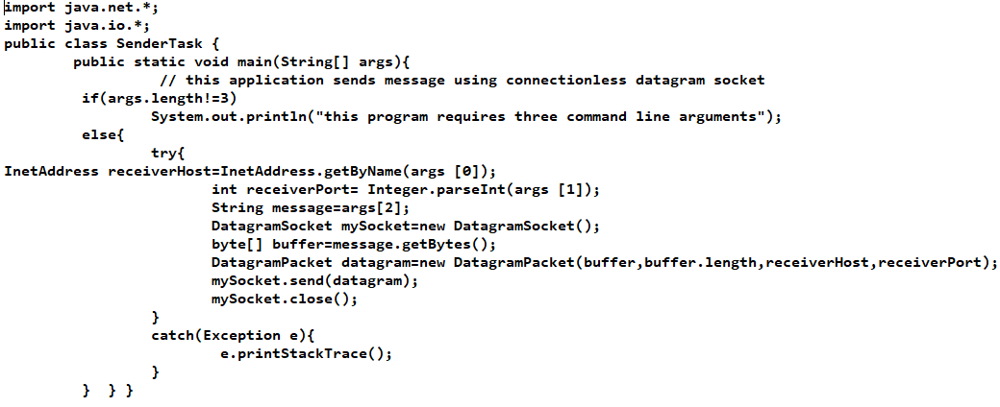 import java.net.*;
import java.io.*;
public class SenderTask {
public static void main(String[] args){
// this application sends message using connectionless datagram socket
if(args.length!=3)
System.out.println("this program requires three command line arguments");
else{
try{
InetAddress receiverHost=InetAddress.getByName(args [0]);
int receiverPort= Integer.parseInt(args [1]);
String message=args[2];
DatagramSocket mySocket=new DatagramSocket();
byte[] buffer=message.getBytes();
DatagramPacket datagram=new DatagramPacket(buffer,buffer.length,receiverHost,receiverPort);
mySocket.send(datagram);
mySocket.close();
}
catch(Exception e){
e.printStackTrace();
}
} } }